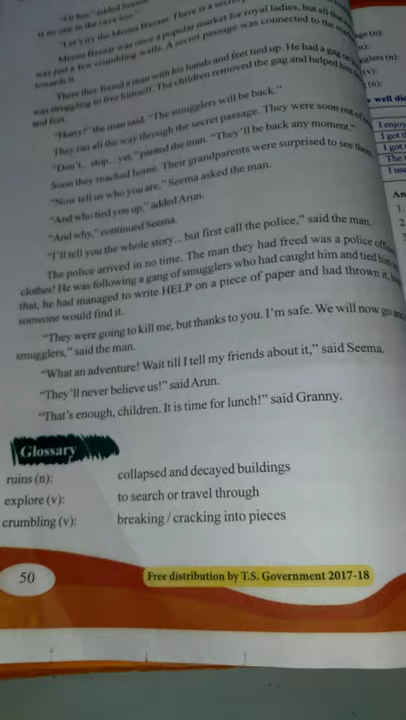 "Or her," added Seema
is no one in the cave too."
"Let's try the Meena Bazaar. There is a secret
Meena Bazaar was once a popular market for royal ladies, but all that
was just a few crumbling walls. A secret passage was connected to the
towards it.
There they found a man with his hands and feet tied up. He had a gag on
was struggling to free himself. The children removed the gag and helped him
and feet.
"Hurry!" the man said. "The smugglers will be back."
They ran all the way through the secret passage. They were soon out of
"Don't.. stop... yet," panted the man. "They'll be back any moment."
Soon they reached home. Their grandparents were surprised to see them.
"Now tell us who you are," Seema asked the man.
"And who tied you up," added Arun.
"And why," continued Seema.
"I'll tell you the whole story... but first call the police," said the man.
The police arrived in no time. The man they had freed was a police
clothes! He was following a gang of smugglers who had caught him and tied him
that, he had managed to write HELP on a piece of paper and had thrown it,
someone would find it.
"They were going to kill me, but thanks to you. I'm safe. We will now go and
smugglers," said the man.
"What an adventure! Wait till I tell my friends about it," said Seema.
"They'll never believe us!" said Arun.
"That's enough, children. It is time for lunch!" said Granny.
Glossary
ruins (n): collapsed and decayed buildings
explore (v): to search or travel through
crumbling (v): breaking / cracking into pieces
50
Free distribution by T.S. Government 2017-18
(n):
(v):
(n):
well did
I enjoy
I got
I got
The
An
1.
2.
3